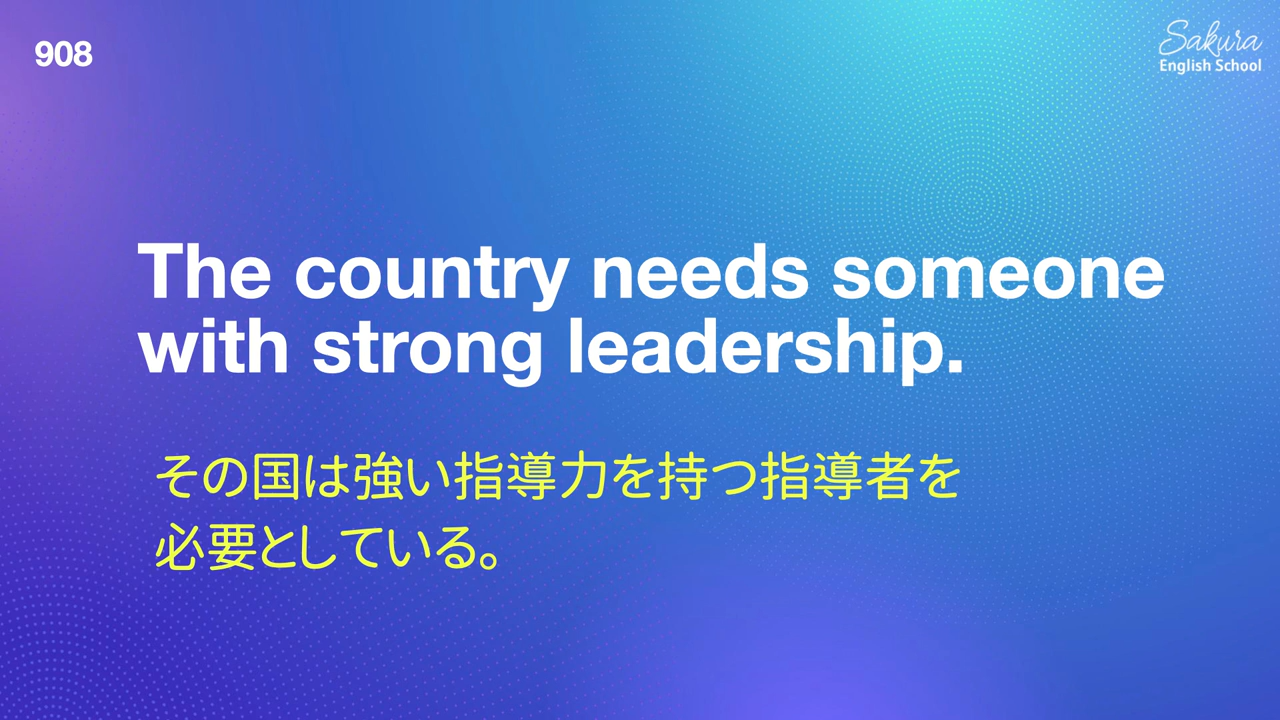 908
Sakura
English School
The country needs someone
with strong leadership.
その国は強い指導力を持つ指導者を
必要としている。